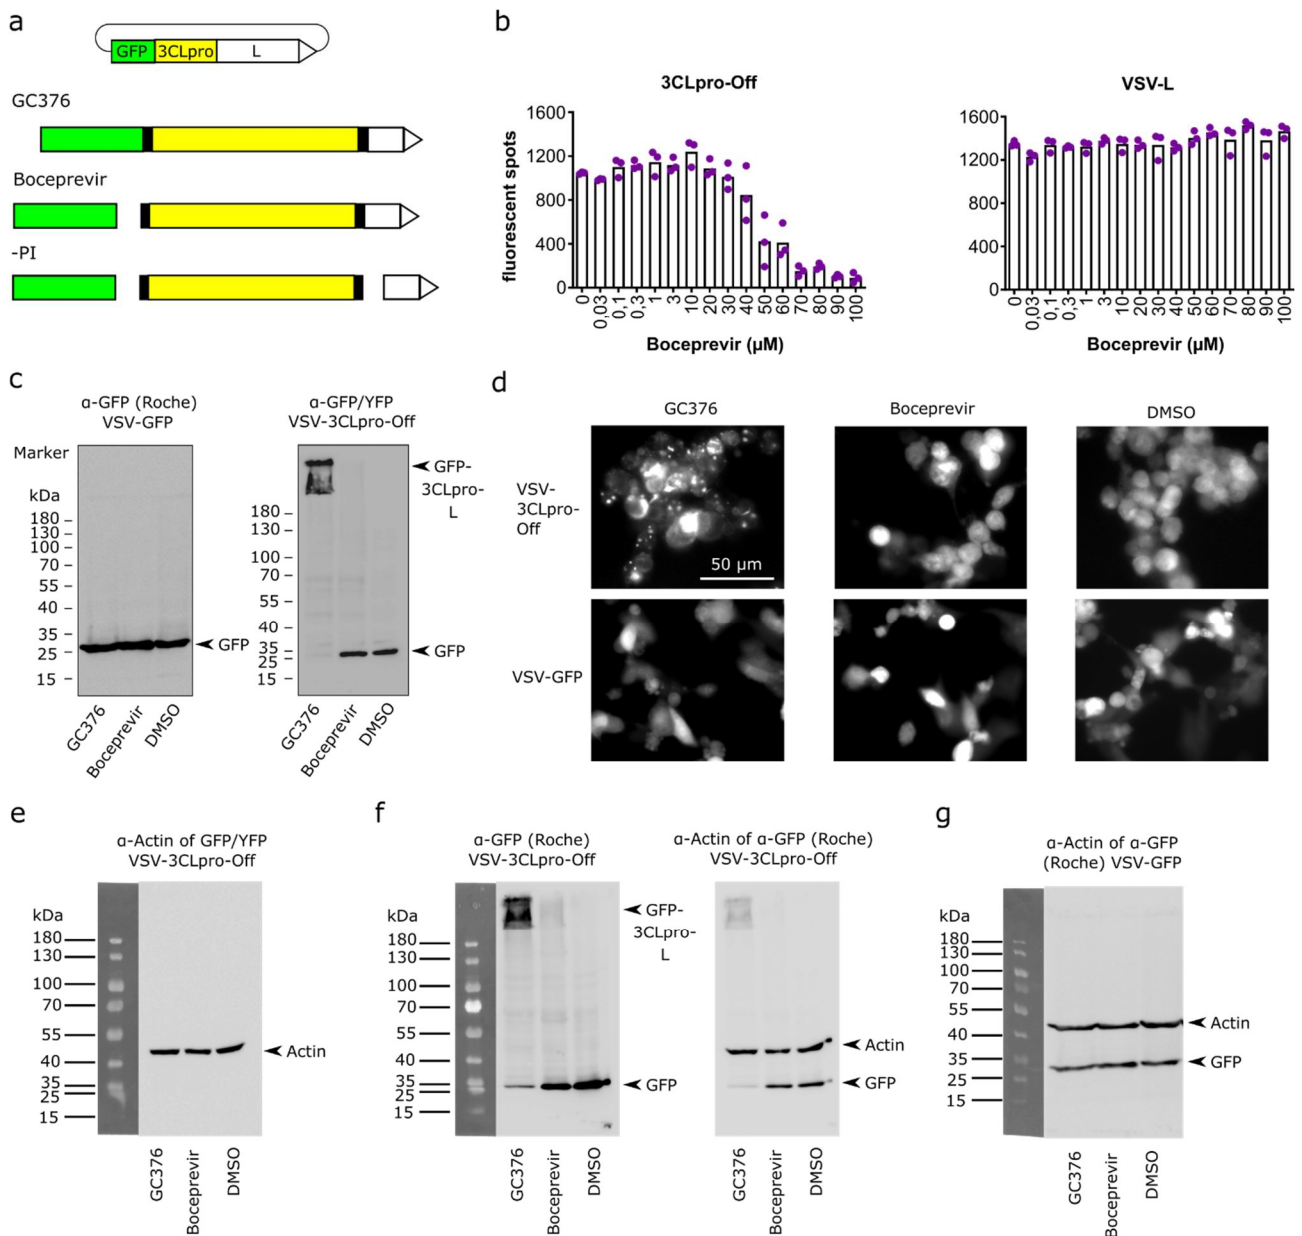 a
GFP 3CLpro L
GC376
Boceprevir
-PI
b
3CLpro-Off
fluorescent spots
1600
1200
800
400
0
0 0,03 0,1 0,3 1 3 10 20 30 40 50 60 70 80 90 100
Boceprevir (µM)
VSV-L
1600
1200
800
400
0
0 0,03 0,1 0,3 1 3 10 20 30 40 50 60 70 80 90 100
Boceprevir (µM)
c
α-GFP (Roche)
VSV-GFP
Marker
kDa
180
130
100
70
55
40
35
25
15
GFP
GC376
Boceprevir
DMSO
α-GFP/YFP
VSV-3CLpro-Off
180
130
100
70
55
40
35
25
15
GFP-
3CLpro-
L
GFP
GC376
Boceprevir
DMSO
d
GC376 Boceprevir DMSO
VSV-
3CLpro-
Off
50 µm
VSV-GFP
e
α-Actin of GFP/YFP
VSV-3CLpro-Off
kDa
180
130
100
70
55
40
35
25
15
Actin
GC376
Boceprevir
DMSO
f
α-GFP (Roche)
VSV-3CLpro-Off
kDa
180
130
100
70
55
40
35
25
15
GFP-
3CLpro-
L
GFP
GC376
Boceprevir
DMSO
α-Actin of α-GFP (Roche)
VSV-3CLpro-Off
Actin
GFP
GC376
Boceprevir
DMSO
g
α-Actin of α-GFP
(Roche) VSV-GFP
kDa
180
130
100
70
55
40
35
25
15
Actin
GFP
GC376
Boceprevir
DMSO